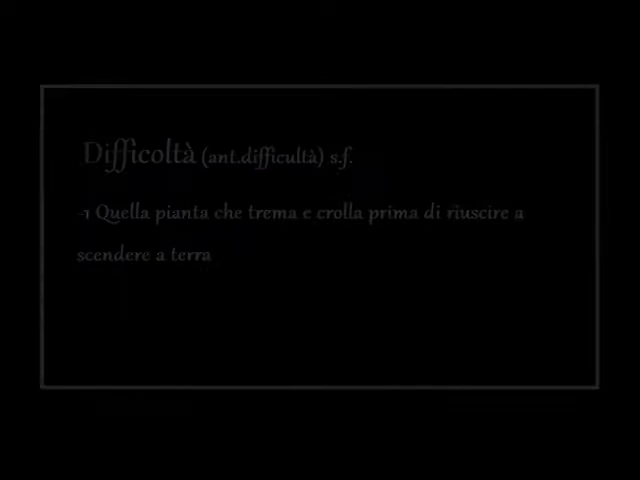 Difficoltà (ant.difficultà) s.f.
-1 Quella pianta che trema e crolla prima di riuscire a
scendere a terra